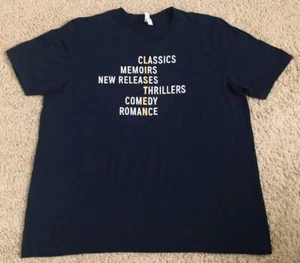 CLASSICS
MEMOIRS
NEW RELEASES
THRILLERS
COMEDY
ROMANCE